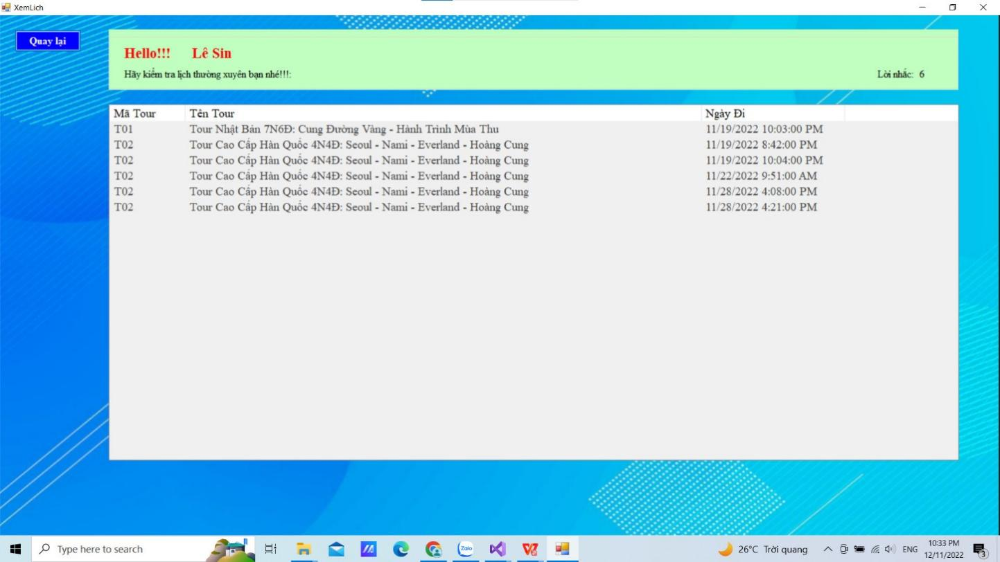 XemLich
Quay lại
Hello!!! Lê Sin
Hãy kiểm tra lịch thường xuyên bạn nhé!!!: Lời nhắc: 6
Mã Tour Tên Tour Ngày Đi
T01 Tour Nhật Bản 7N6Đ: Cung Đường Vàng - Hành Trình Mùa Thu 11/19/2022 10:03:00 PM
T02 Tour Cao Cấp Hàn Quốc 4N4Đ: Seoul - Nami - Everland - Hoàng Cung 11/19/2022 8:42:00 PM
T02 Tour Cao Cấp Hàn Quốc 4N4Đ: Seoul - Nami - Everland - Hoàng Cung 11/19/2022 10:04:00 PM
T02 Tour Cao Cấp Hàn Quốc 4N4Đ: Seoul - Nami - Everland - Hoàng Cung 11/22/2022 9:51:00 AM
T02 Tour Cao Cấp Hàn Quốc 4N4Đ: Seoul - Nami - Everland - Hoàng Cung 11/28/2022 4:08:00 PM
T02 Tour Cao Cấp Hàn Quốc 4N4Đ: Seoul - Nami - Everland - Hoàng Cung 11/28/2022 4:21:00 PM
Type here to search Zalo 26°C Trời quang ENG 10:33 PM
12/11/2022 3